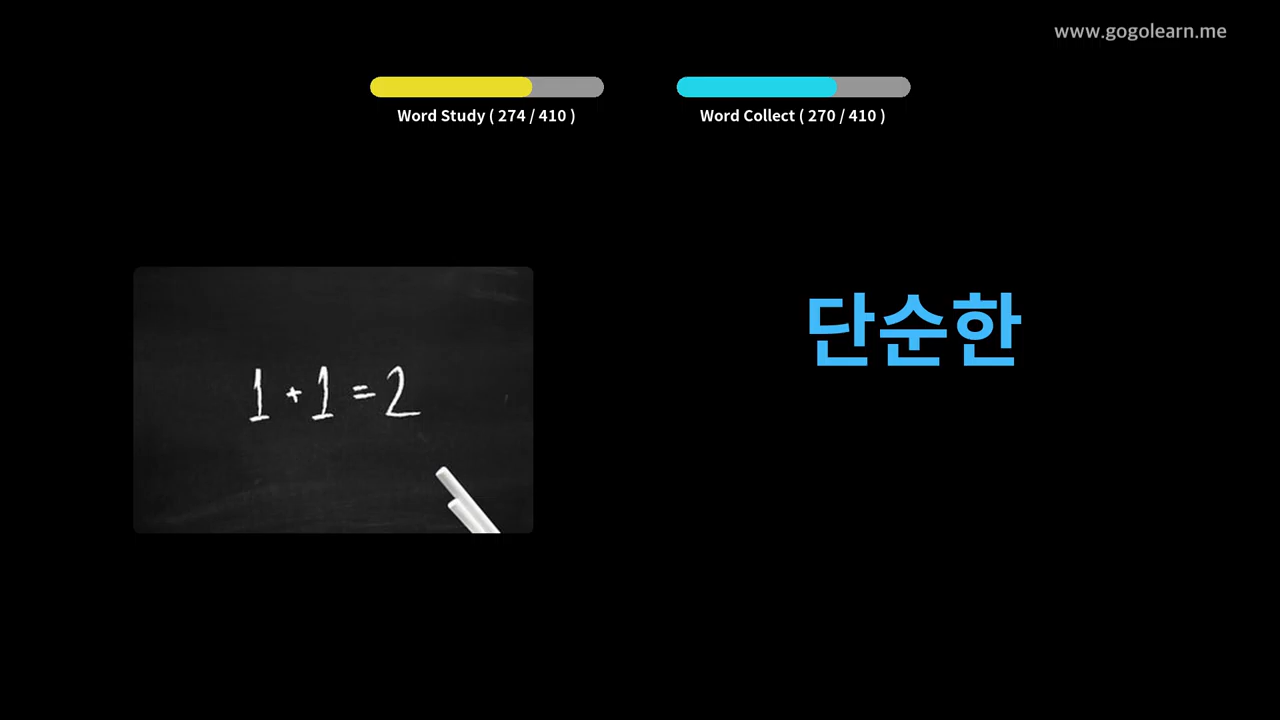 www.gogolearn.me
Word Study ( 274 / 410 )
Word Collect ( 270 / 410 )
단순한
1 + 1 = 2